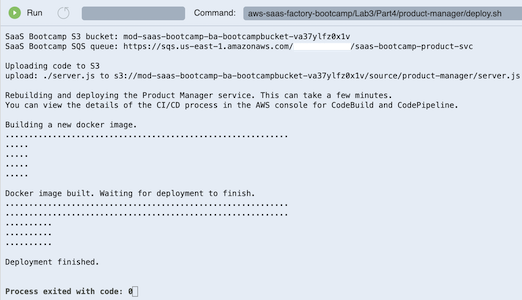 Run Command: aws-saas-factory-bootcamp/Lab3/Part4/product-manager/deploy.sh
SaaS Bootcamp S3 bucket: mod-saas-bootcamp-ba-bootcampbucket-va37ylfz0x1v
SaaS Bootcamp SQS queue: https://sqs.us-east-1.amazonaws.com/ /saas-bootcamp-product-svc
Uploading code to S3
upload: ./server.js to s3://mod-saas-bootcamp-ba-bootcampbucket-va37ylfz0x1v/source/product-manager/server.js
Rebuilding and deploying the Product Manager service. This can take a few minutes.
You can view the details of the CI/CD process in the AWS console for CodeBuild and CodePipeline.
Building a new docker image.
...........................................................
.....
.....
.....
.....
Docker image built. Waiting for deployment to finish.
...........................................................
...........................................................
..........
..........
..........
Deployment finished.
Process exited with code: 0